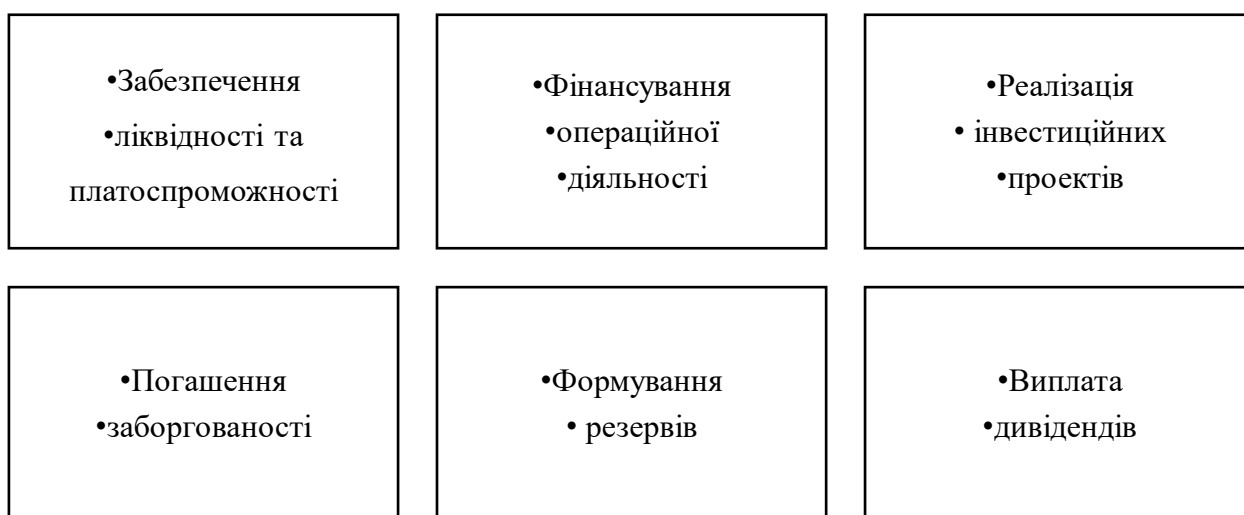 •Забезпечення
•ліквідності та
платоспроможності
•Фінансування
•операційної
•діяльності
•Реалізація
• інвестиційних
•проектів
•Погашення
•заборгованості
•Формування
• резервів
•Виплата
•дивідендів